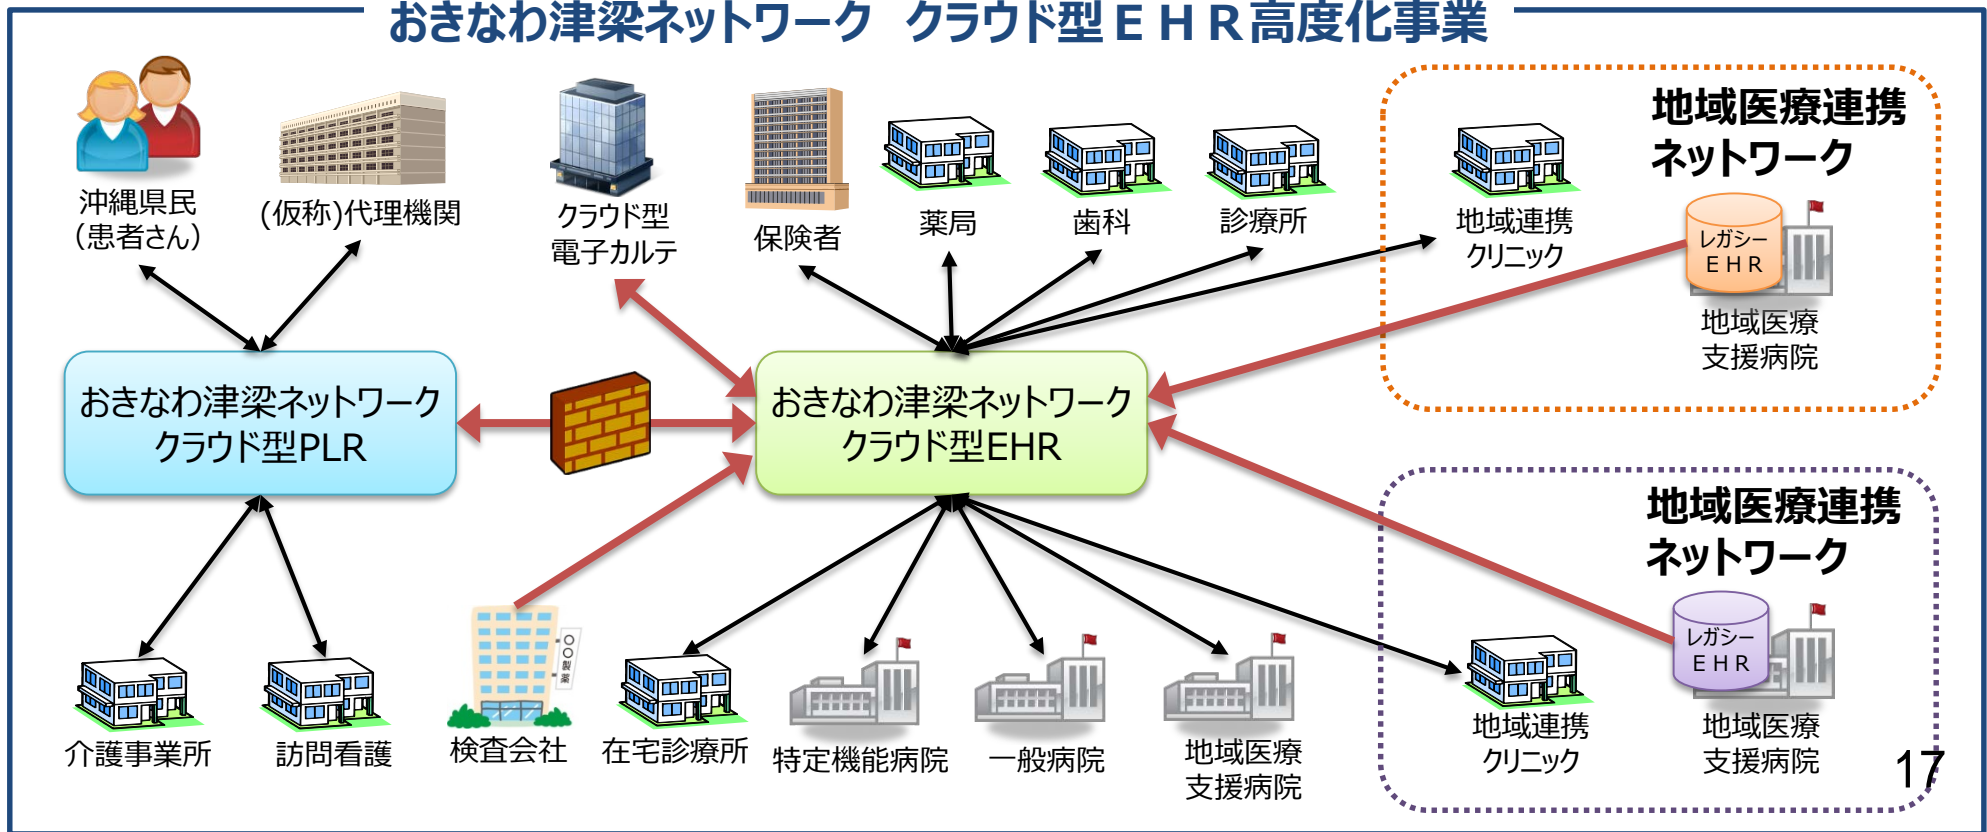 おきなわ津梁ネットワーク クラウド型ＥＨＲ高度化事業
沖縄県民
（患者さん）
(仮称)代理機関
クラウド型
電子カルテ
保険者
薬局
歯科
診療所
地域連携
クリニック
地域医療連携
ネットワーク
レガシー
ＥＨＲ
地域医療
支援病院
おきなわ津梁ネットワーク
クラウド型PLR
おきなわ津梁ネットワーク
クラウド型EHR
地域医療連携
ネットワーク
レガシー
ＥＨＲ
介護事業所
訪問看護
検査会社
在宅診療所
特定機能病院
一般病院
地域医療
支援病院
地域連携
クリニック
地域医療
支援病院
17